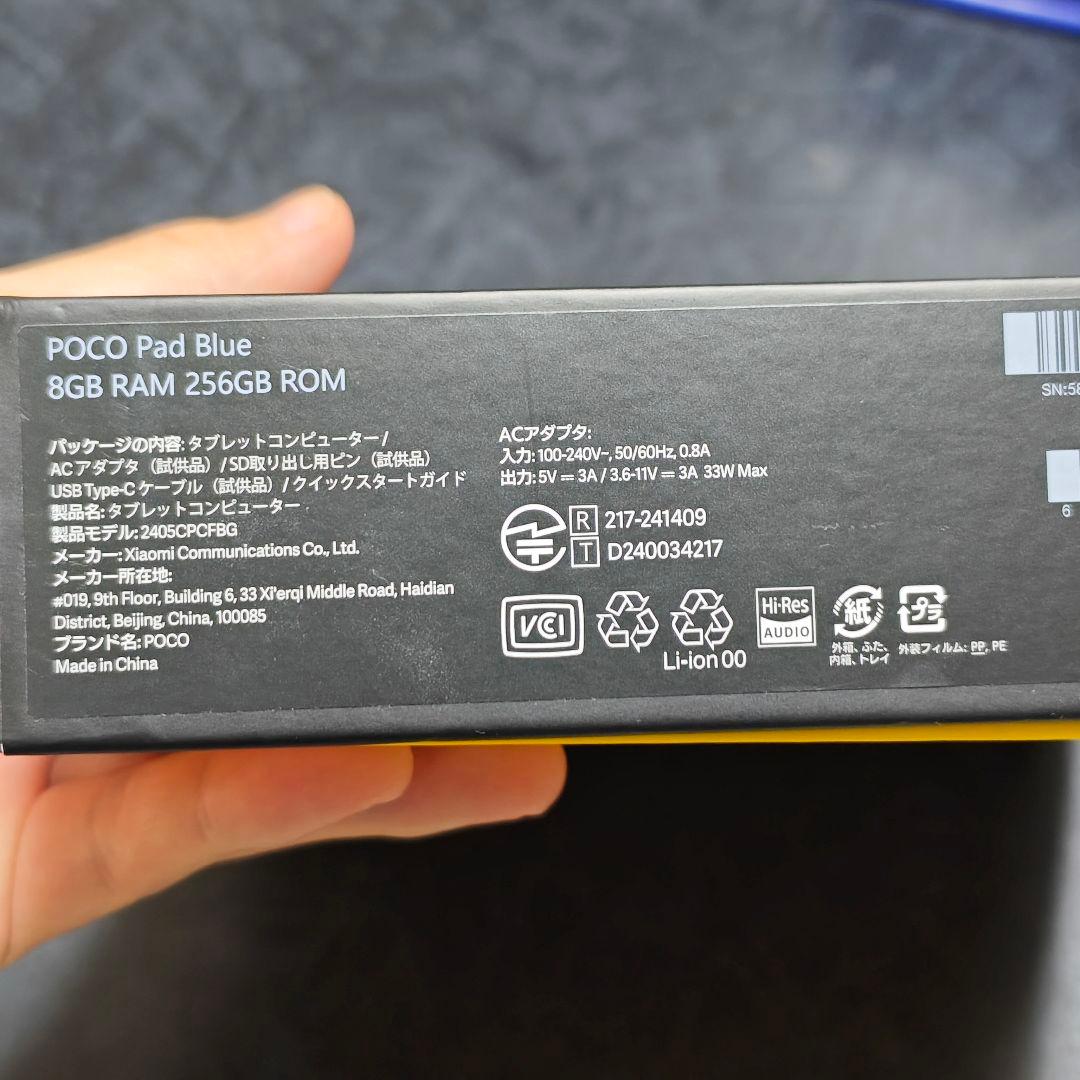 POCO Pad Blue
8GB RAM 256GB ROM
パッケージの内容: タブレットコンピューター /
ACアダプタ（試供品）/ SD取り出し用ピン（試供品）
USB Type-C ケーブル（試供品）/ クイックスタートガイド
製品名: タブレットコンピューター
製品モデル: 2405CPCFBG
メーカー: Xiaomi Communications Co., Ltd.
メーカー所在地:
#019, 9th Floor, Building 6, 33 Xi'erqi Middle Road, Haidian
District, Beijing, China, 100085
ブランド名: POCO
Made in China
ACアダプタ:
入力: 100-240V~, 50/60Hz, 0.8A
出力: 5V ⎓ 3A / 3.6-11V ⎓ 3A 33W Max
R 217-241409
T D240034217
VCCI
Li-ion 00
Hi-Res
AUDIO
紙
外箱、ふた、
内箱、トレイ
プラ
外装フィルム: PP, PE
SN:58
6